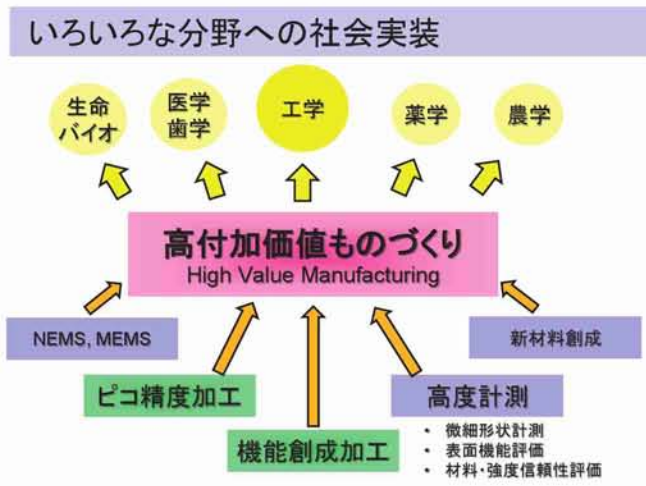 いろいろな分野への社会実装
生命
バイオ
医学
歯学
工学
薬学
農学
高付加価値ものづくり
High Value Manufacturing
NEMS, MEMS
新材料創成
ピコ精度加工
高度計測
機能創成加工
• 微細形状計測
• 表面機能評価
• 材料・強度信頼性評価